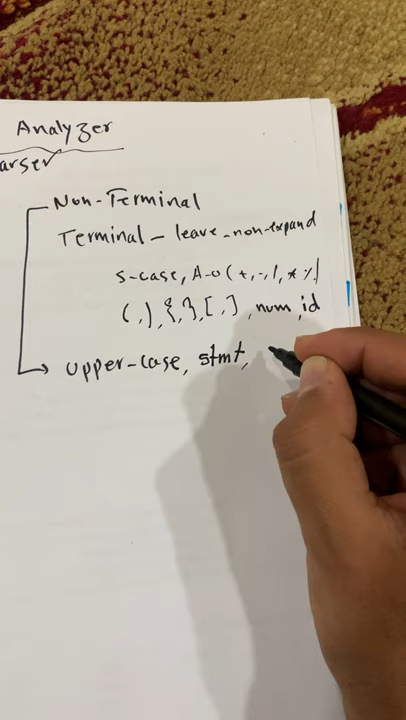 Analyzer
arser
Non-Terminal
Terminal - leave-non-expand
s-case, A-o (+, -, /, * %)
(,), {, }, [, ], num, id
upper-case, stmt,